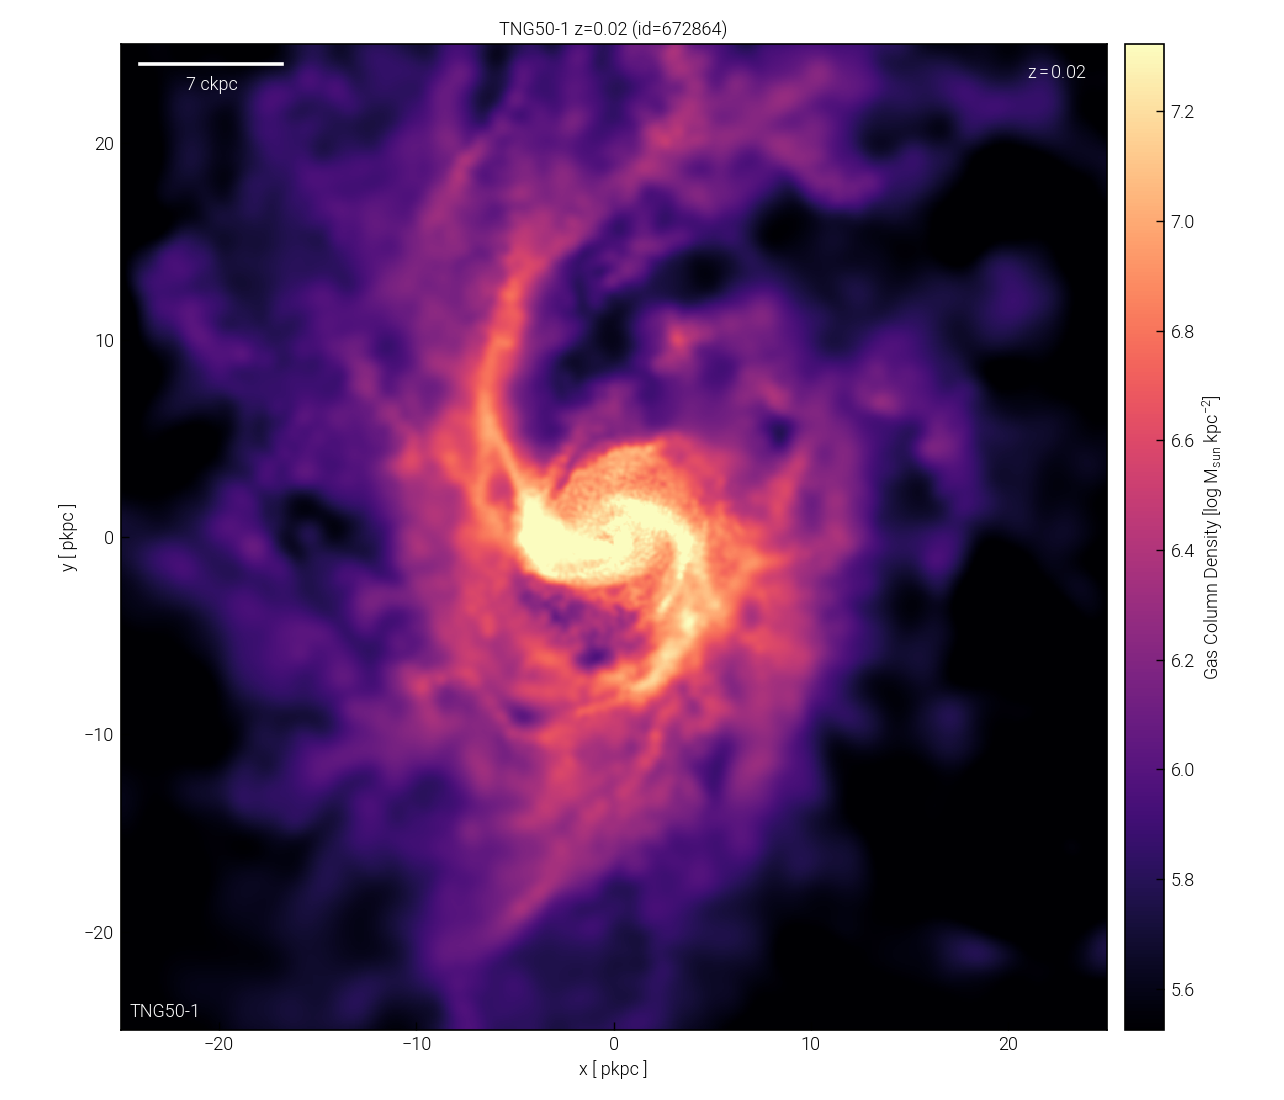 TNG50-1 z=0.02 (id=672864)
7 ckpc
z=0.02
20
10
0
−10
−20
y [ pkpc ]
TNG50-1
−20
−10
0
10
20
x [ pkpc ]
7.2
7.0
6.8
6.6
6.4
6.2
6.0
5.8
5.6
Gas Column Density [log M_sun kpc⁻²]